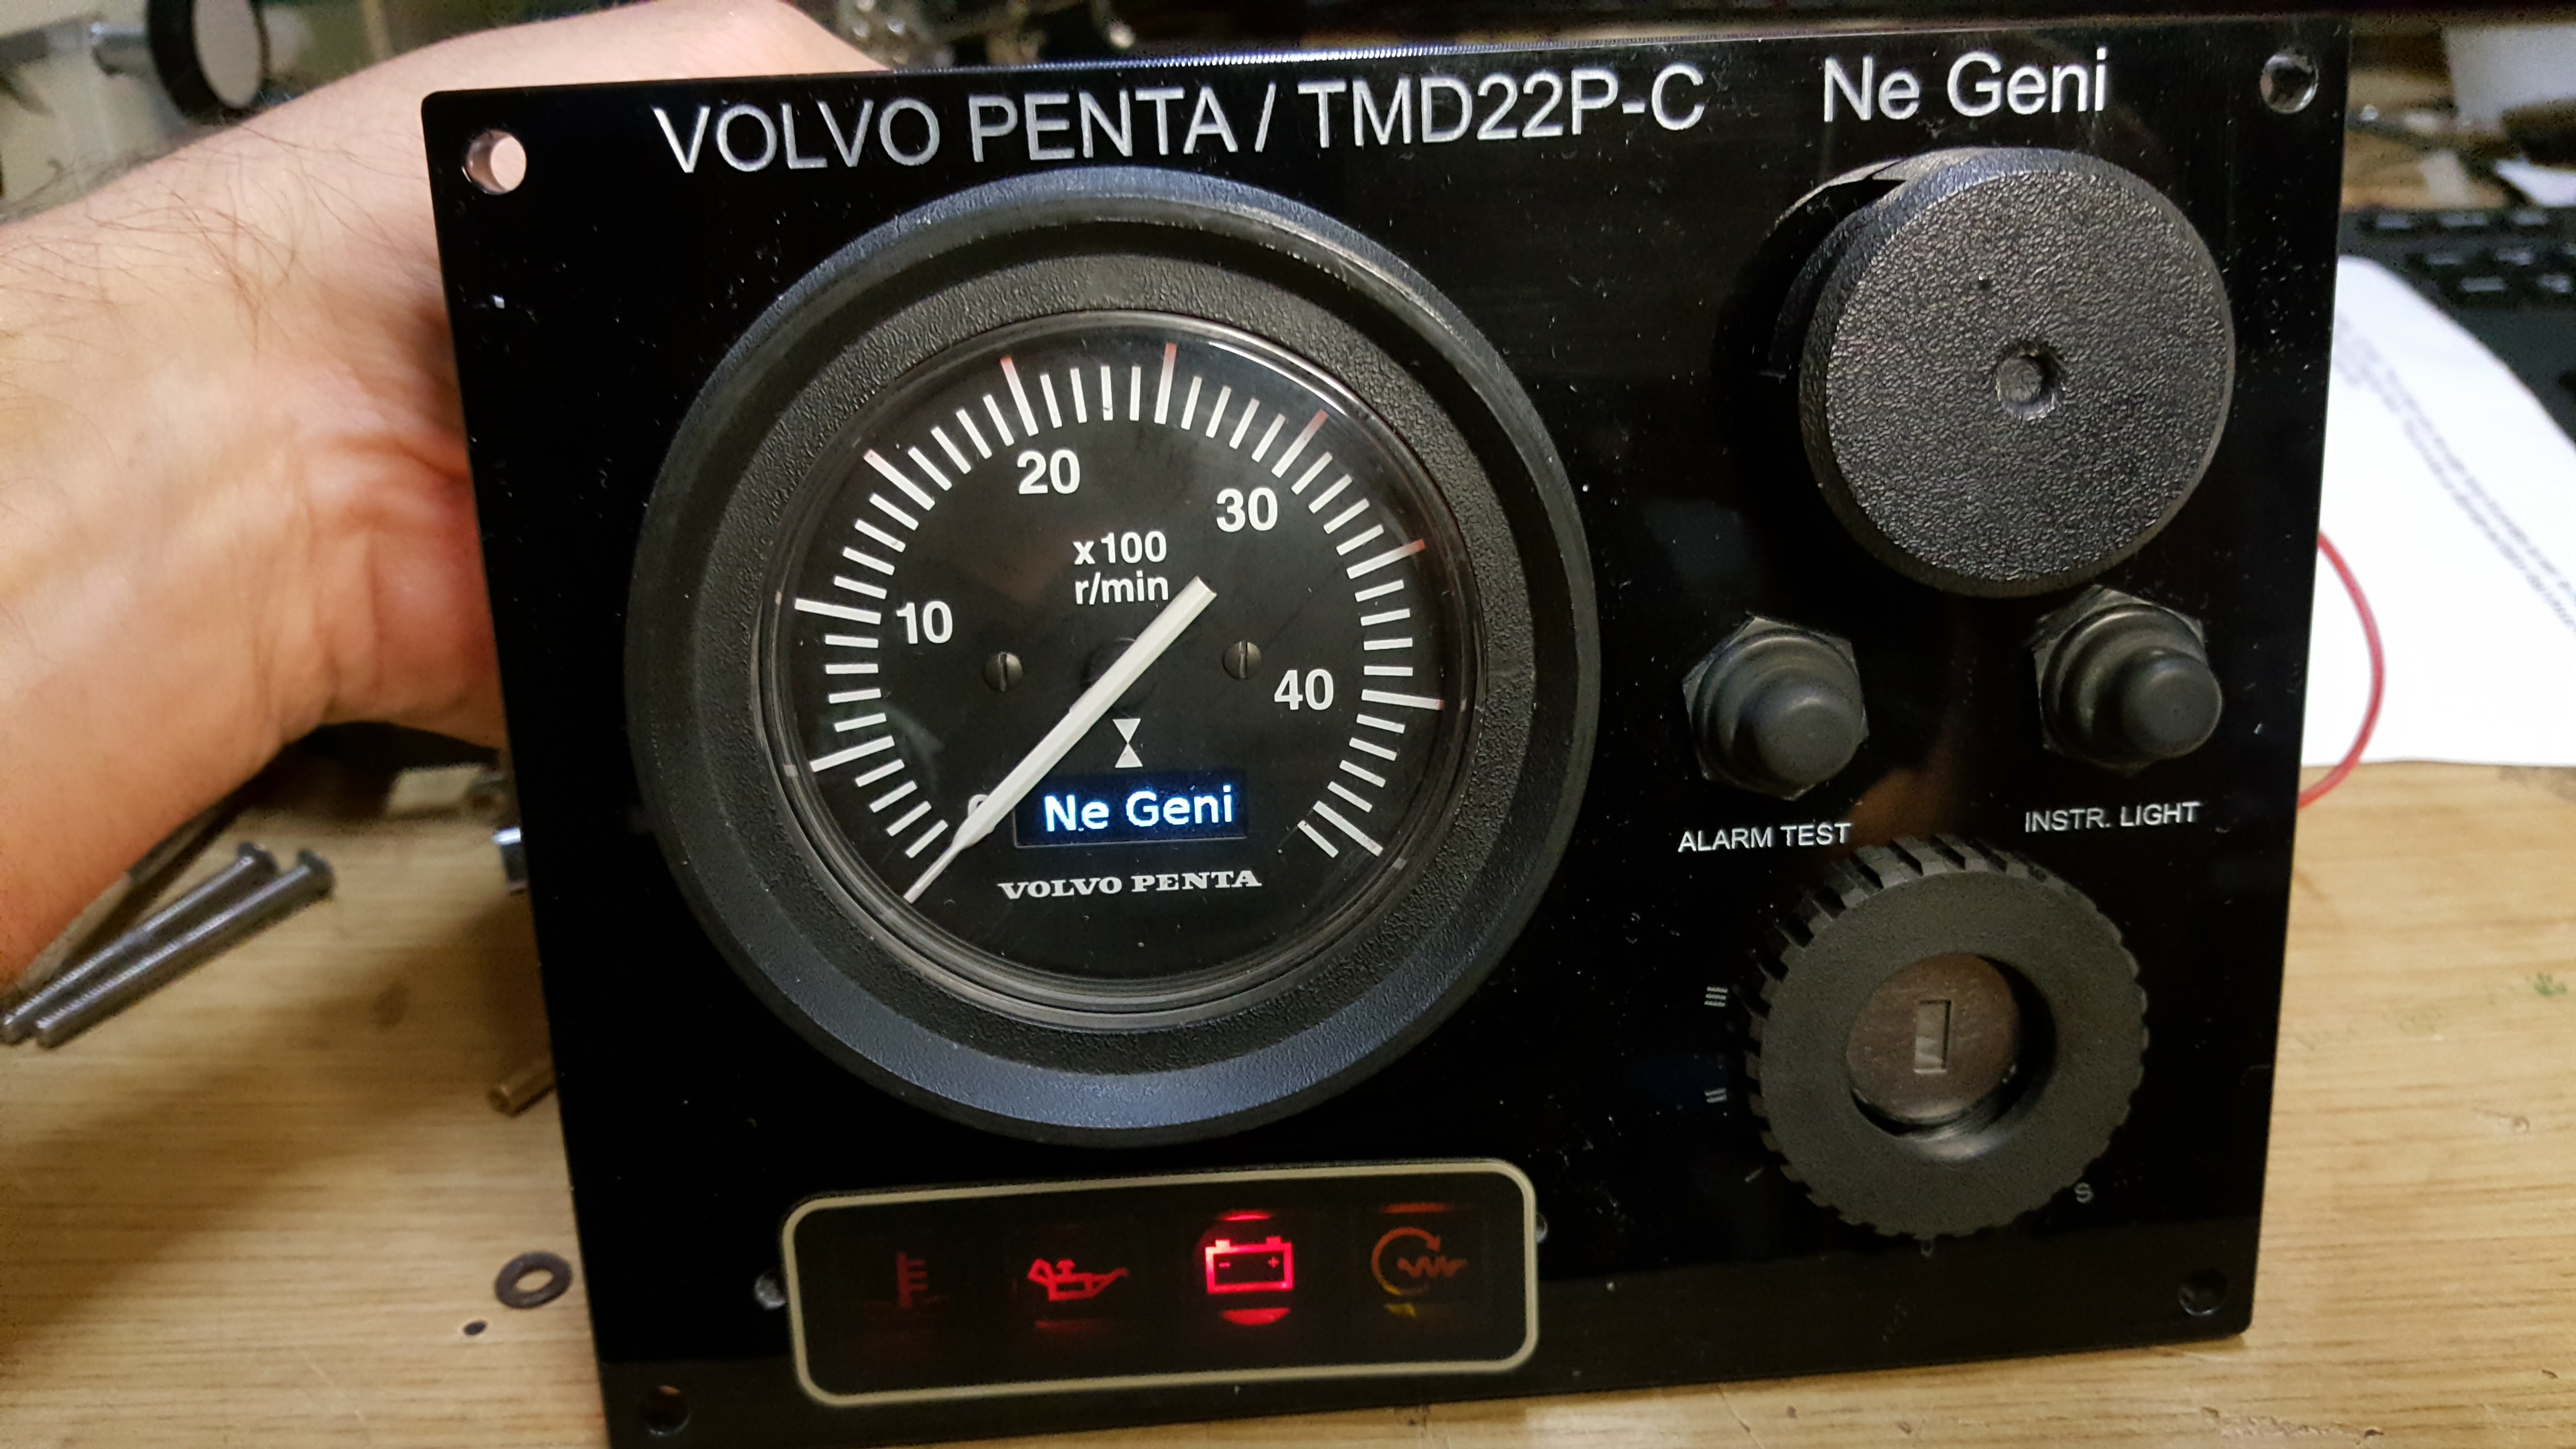 VOLVO PENTA / TMD22P-C Ne Geni
20
30
x100
r/min
10
40
Ne Geni
VOLVO PENTA
ALARM TEST
INSTR. LIGHT
S
- +